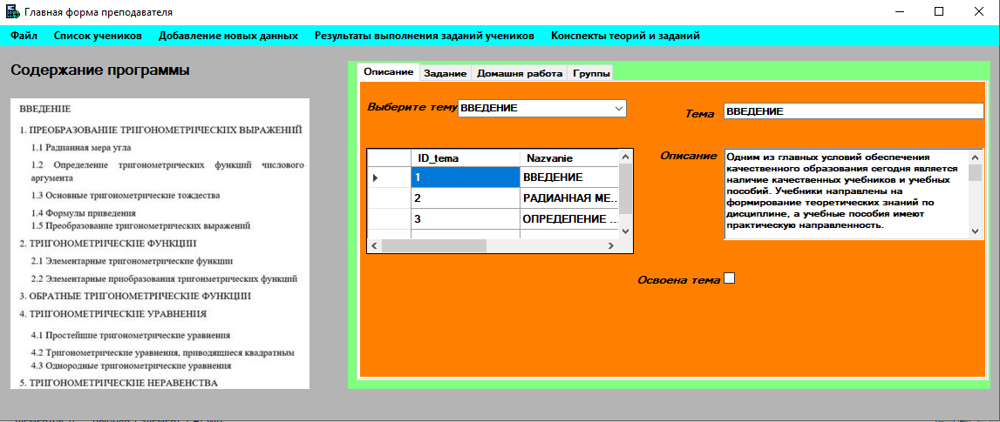 Главная форма преподавателя
Файл Список учеников Добавление новых данных Результаты выполнения заданий учеников Конспекты теорий и заданий
Содержание программы
ВВЕДЕНИЕ
1. ПРЕОБРАЗОВАНИЕ ТРИГОНОМЕТРИЧЕСКИХ ВЫРАЖЕНИЙ
1.1 Радианная мера угла
1.2 Определение тригонометрических функций числового
аргумента
1.3 Основные тригонометрические тождества
1.4 Формулы приведения
1.5 Преобразование тригонометрических выражений
2. ТРИГОНОМЕТРИЧЕСКИЕ ФУНКЦИИ
2.1 Элементарные тригонометрические функции
2.2 Элементарные приобразования тригонометрических функций
3. ОБРАТНЫЕ ТРИГОНОМЕТРИЧЕСКИЕ ФУНКЦИИ
4. ТРИГОНОМЕТРИЧЕСКИЕ УРАВНЕНИЯ
4.1 Простейшие тригонометрические уравнения
4.2 Тригонометрические уравнения, приводящиеся квадратным
4.3 Однородные тригонометрические уравнения
5. ТРИГОНОМЕТРИЧЕСКИЕ НЕРАВЕНСТВА
Описание Задание Домашня работа Группы
Выберите тему ВВЕДЕНИЕ
Тема ВВЕДЕНИЕ
ID_tema Nazvanie
1 ВВЕДЕНИЕ
2 РАДИАННАЯ МЕ...
3 ОПРЕДЕЛЕНИЕ ...
Описание
Одним из главных условий обеспечения
качественного образования сегодня является
наличие качественных учебников и учебных
пособий. Учебники направлены на
формирование теоретических знаний по
дисциплине, а учебные пособия имеют
практическую направленность.
Освоена тема